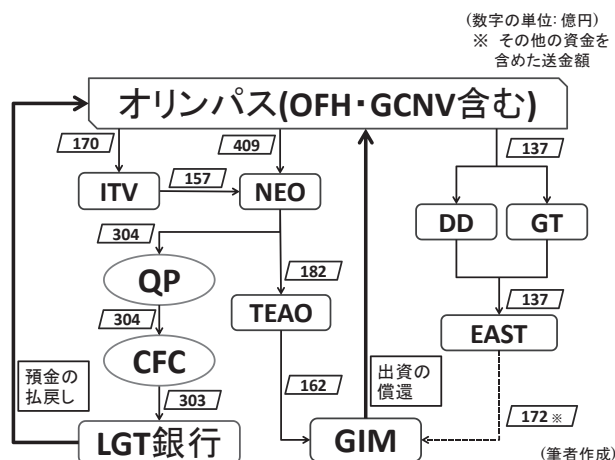 (数字の単位: 億円)
※ その他の資金を
含めた送金額
オリンパス(OFH・GCNV含む)
170
409
137
ITV
157
NEO
DD
GT
304
182
137
QP
TEAO
EAST
304
CFC
預金の
払戻し
303
162
出資の
償還
172 ※
LGT銀行
GIM
(筆者作成)